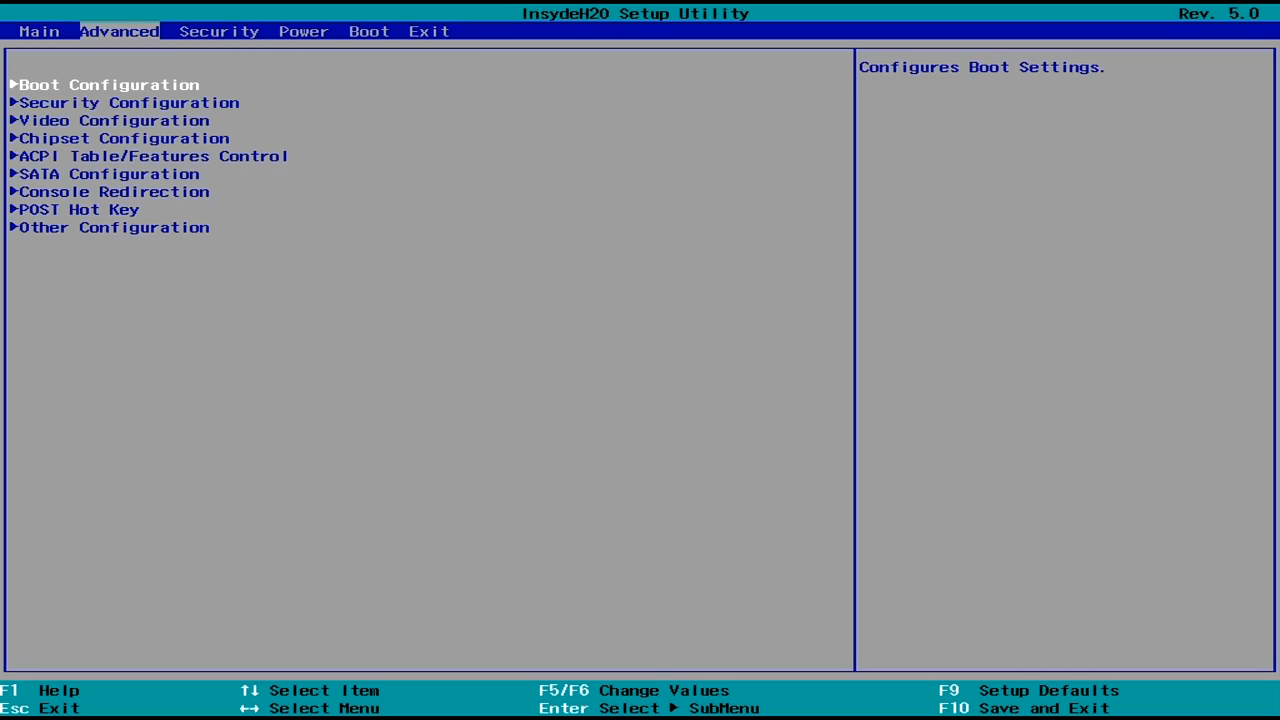 InsydeH20 Setup Utility Rev. 5.0
Main Advanced Security Power Boot Exit
Configures Boot Settings.
▶Boot Configuration
▶Security Configuration
▶Video Configuration
▶Chipset Configuration
▶ACPI Table/Features Control
▶SATA Configuration
▶Console Redirection
▶POST Hot Key
▶Other Configuration
F1 Help ↑↓ Select Item F5/F6 Change Values F9 Setup Defaults
Esc Exit ←→ Select Menu Enter Select ▶ SubMenu F10 Save and Exit